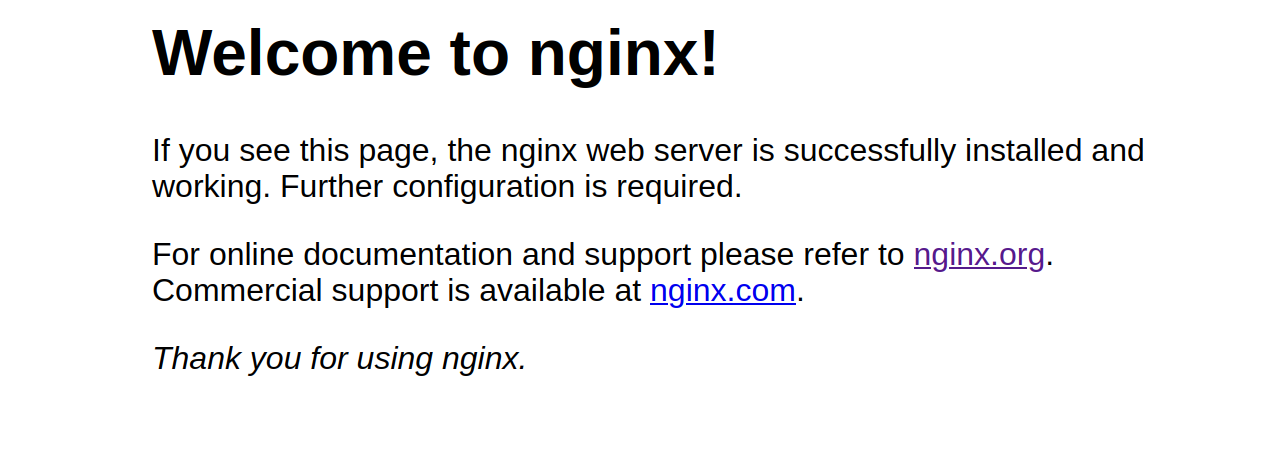 Welcome to nginx!
If you see this page, the nginx web server is successfully installed and
working. Further configuration is required.
For online documentation and support please refer to nginx.org.
Commercial support is available at nginx.com.
Thank you for using nginx.